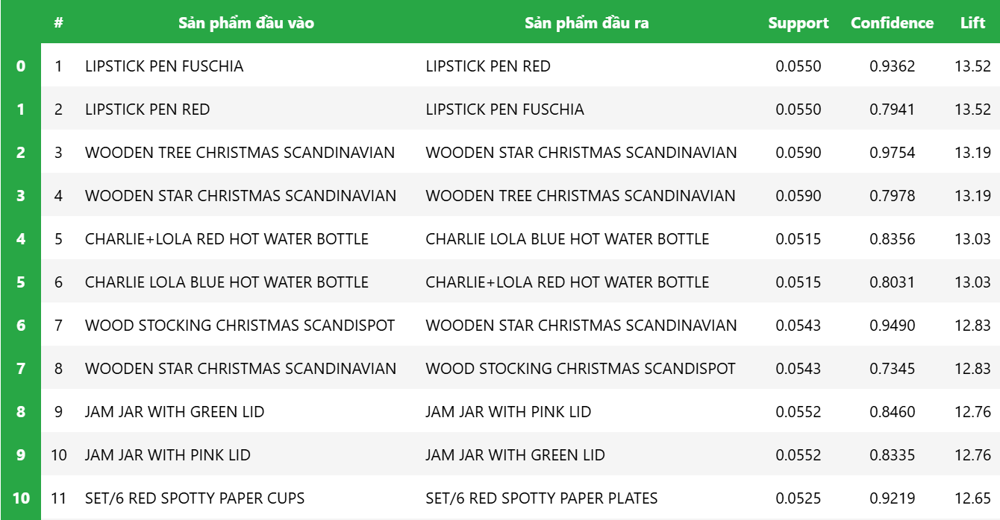 # Sản phẩm đầu vào Sản phẩm đầu ra Support Confidence Lift
0 1 LIPSTICK PEN FUSCHIA LIPSTICK PEN RED 0.0550 0.9362 13.52
1 2 LIPSTICK PEN RED LIPSTICK PEN FUSCHIA 0.0550 0.7941 13.52
2 3 WOODEN TREE CHRISTMAS SCANDINAVIAN WOODEN STAR CHRISTMAS SCANDINAVIAN 0.0590 0.9754 13.19
3 4 WOODEN STAR CHRISTMAS SCANDINAVIAN WOODEN TREE CHRISTMAS SCANDINAVIAN 0.0590 0.7978 13.19
4 5 CHARLIE+LOLA RED HOT WATER BOTTLE CHARLIE LOLA BLUE HOT WATER BOTTLE 0.0515 0.8356 13.03
5 6 CHARLIE LOLA BLUE HOT WATER BOTTLE CHARLIE+LOLA RED HOT WATER BOTTLE 0.0515 0.8031 13.03
6 7 WOOD STOCKING CHRISTMAS SCANDISPOT WOODEN STAR CHRISTMAS SCANDINAVIAN 0.0543 0.9490 12.83
7 8 WOODEN STAR CHRISTMAS SCANDINAVIAN WOOD STOCKING CHRISTMAS SCANDISPOT 0.0543 0.7345 12.83
8 9 JAM JAR WITH GREEN LID JAM JAR WITH PINK LID 0.0552 0.8460 12.76
9 10 JAM JAR WITH PINK LID JAM JAR WITH GREEN LID 0.0552 0.8335 12.76
10 11 SET/6 RED SPOTTY PAPER CUPS SET/6 RED SPOTTY PAPER PLATES 0.0525 0.9219 12.65